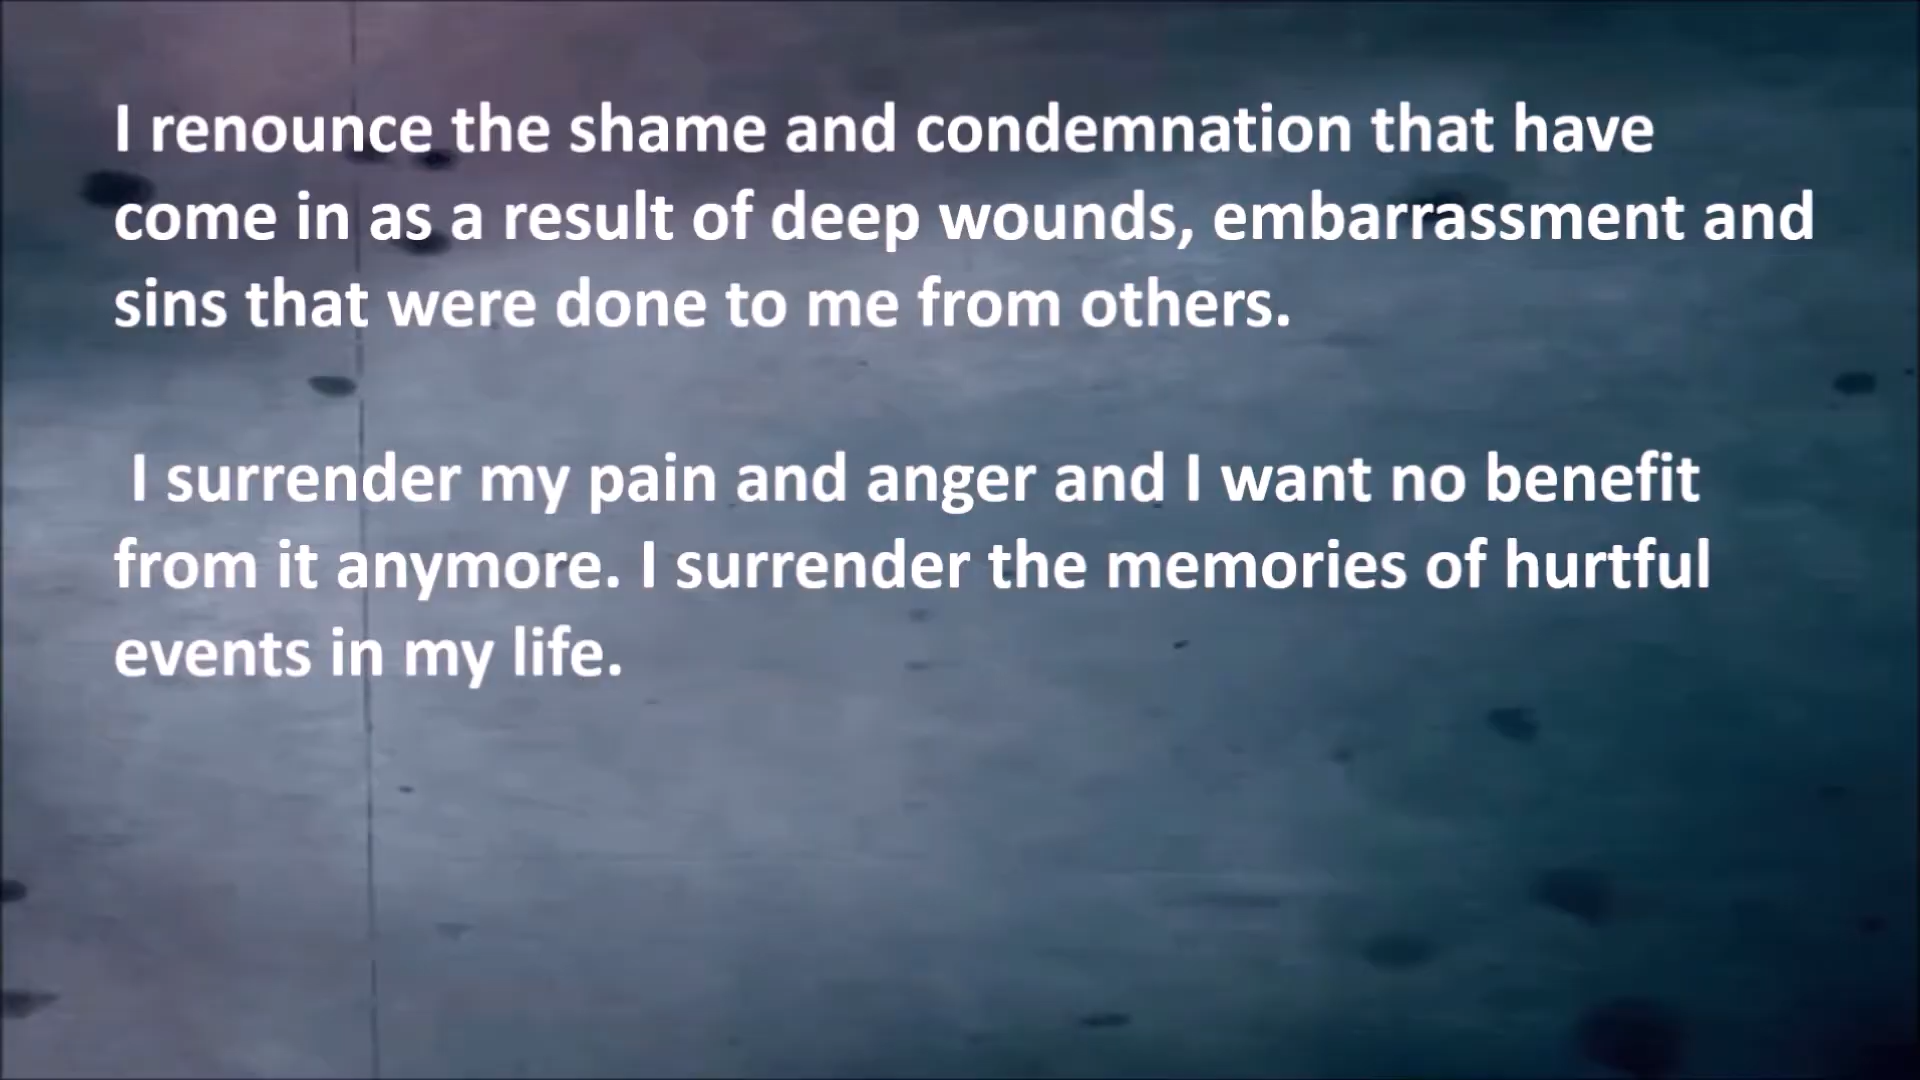 I renounce the shame and condemnation that have
come in as a result of deep wounds, embarrassment and
sins that were done to me from others.
I surrender my pain and anger and I want no benefit
from it anymore. I surrender the memories of hurtful
events in my life.